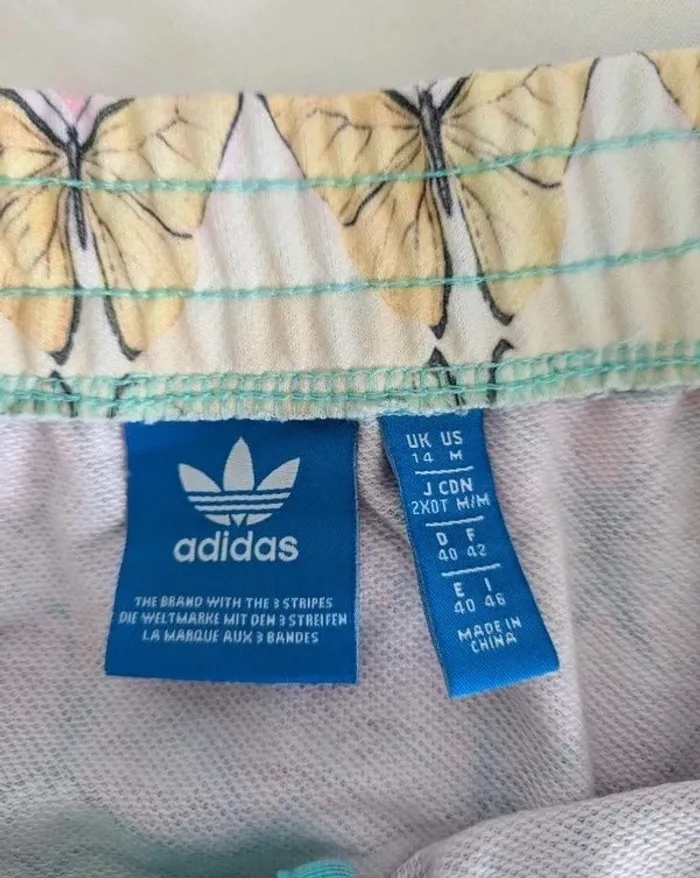 adidas
THE BRAND WITH THE 3 STRIPES
DIE WELTMARKE MIT DEN 3 STREIFEN
LA MARQUE AUX 3 BANDES
UK US
14 M
J CDN
2XOT M/M
D F
40 42
E I
40 46
MADE IN
CHINA